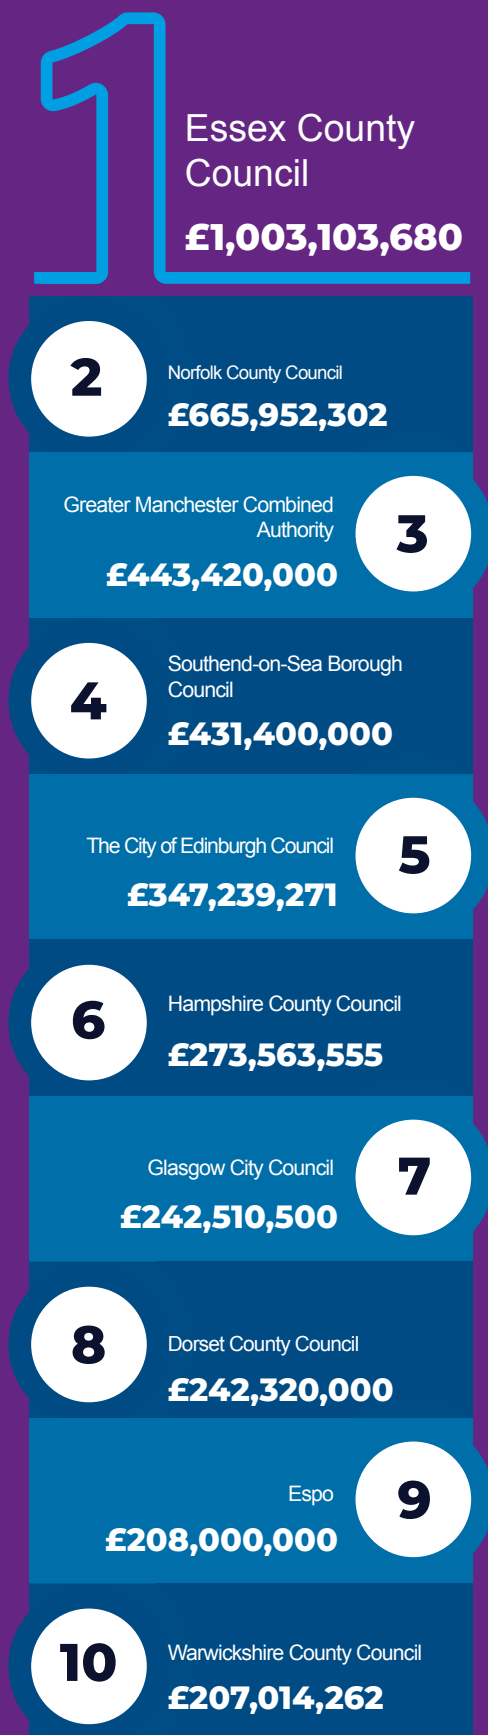 1
Essex County
Council
£1,003,103,680
2
Norfolk County Council
£665,952,302
Greater Manchester Combined
Authority
£443,420,000
3
4
Southend-on-Sea Borough
Council
£431,400,000
The City of Edinburgh Council
£347,239,271
5
6
Hampshire County Council
£273,563,555
Glasgow City Council
£242,510,500
7
8
Dorset County Council
£242,320,000
Espo
£208,000,000
9
10
Warwickshire County Council
£207,014,262